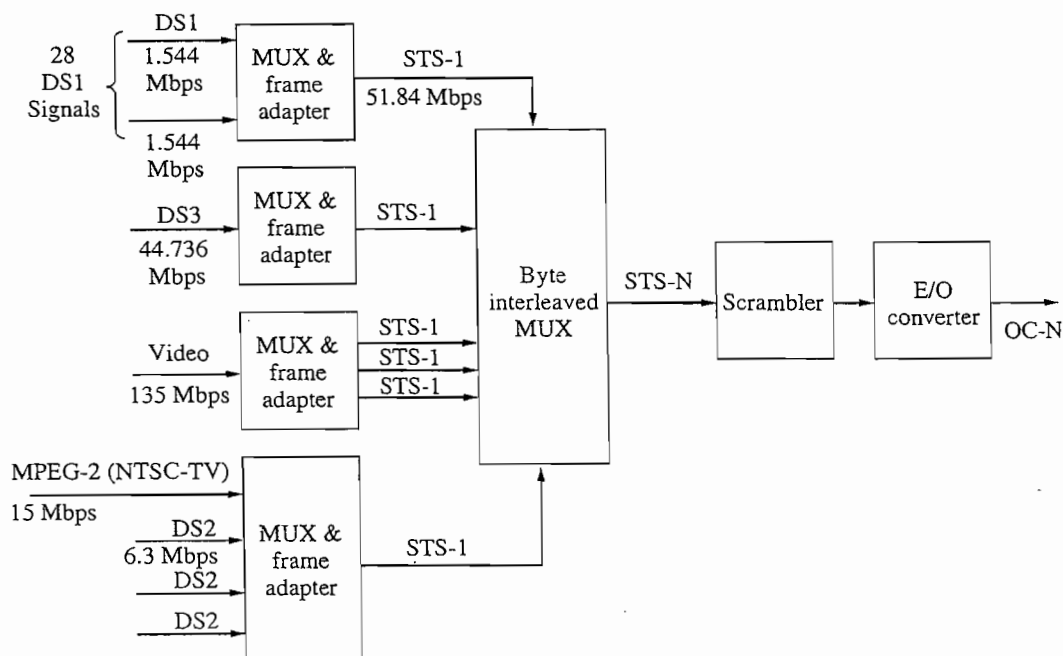 DS1
28
DS1
Signals
1.544
Mbps
1.544
Mbps
MUX &
frame
adapter
STS-1
51.84 Mbps
DS3
44.736
Mbps
MUX &
frame
adapter
STS-1
Video
135 Mbps
MUX &
frame
adapter
STS-1
STS-1
STS-1
MPEG-2 (NTSC-TV)
15 Mbps
DS2
6.3 Mbps
DS2
DS2
MUX &
frame
adapter
STS-1
Byte
interleaved
MUX
STS-N
Scrambler
E/O
converter
OC-N